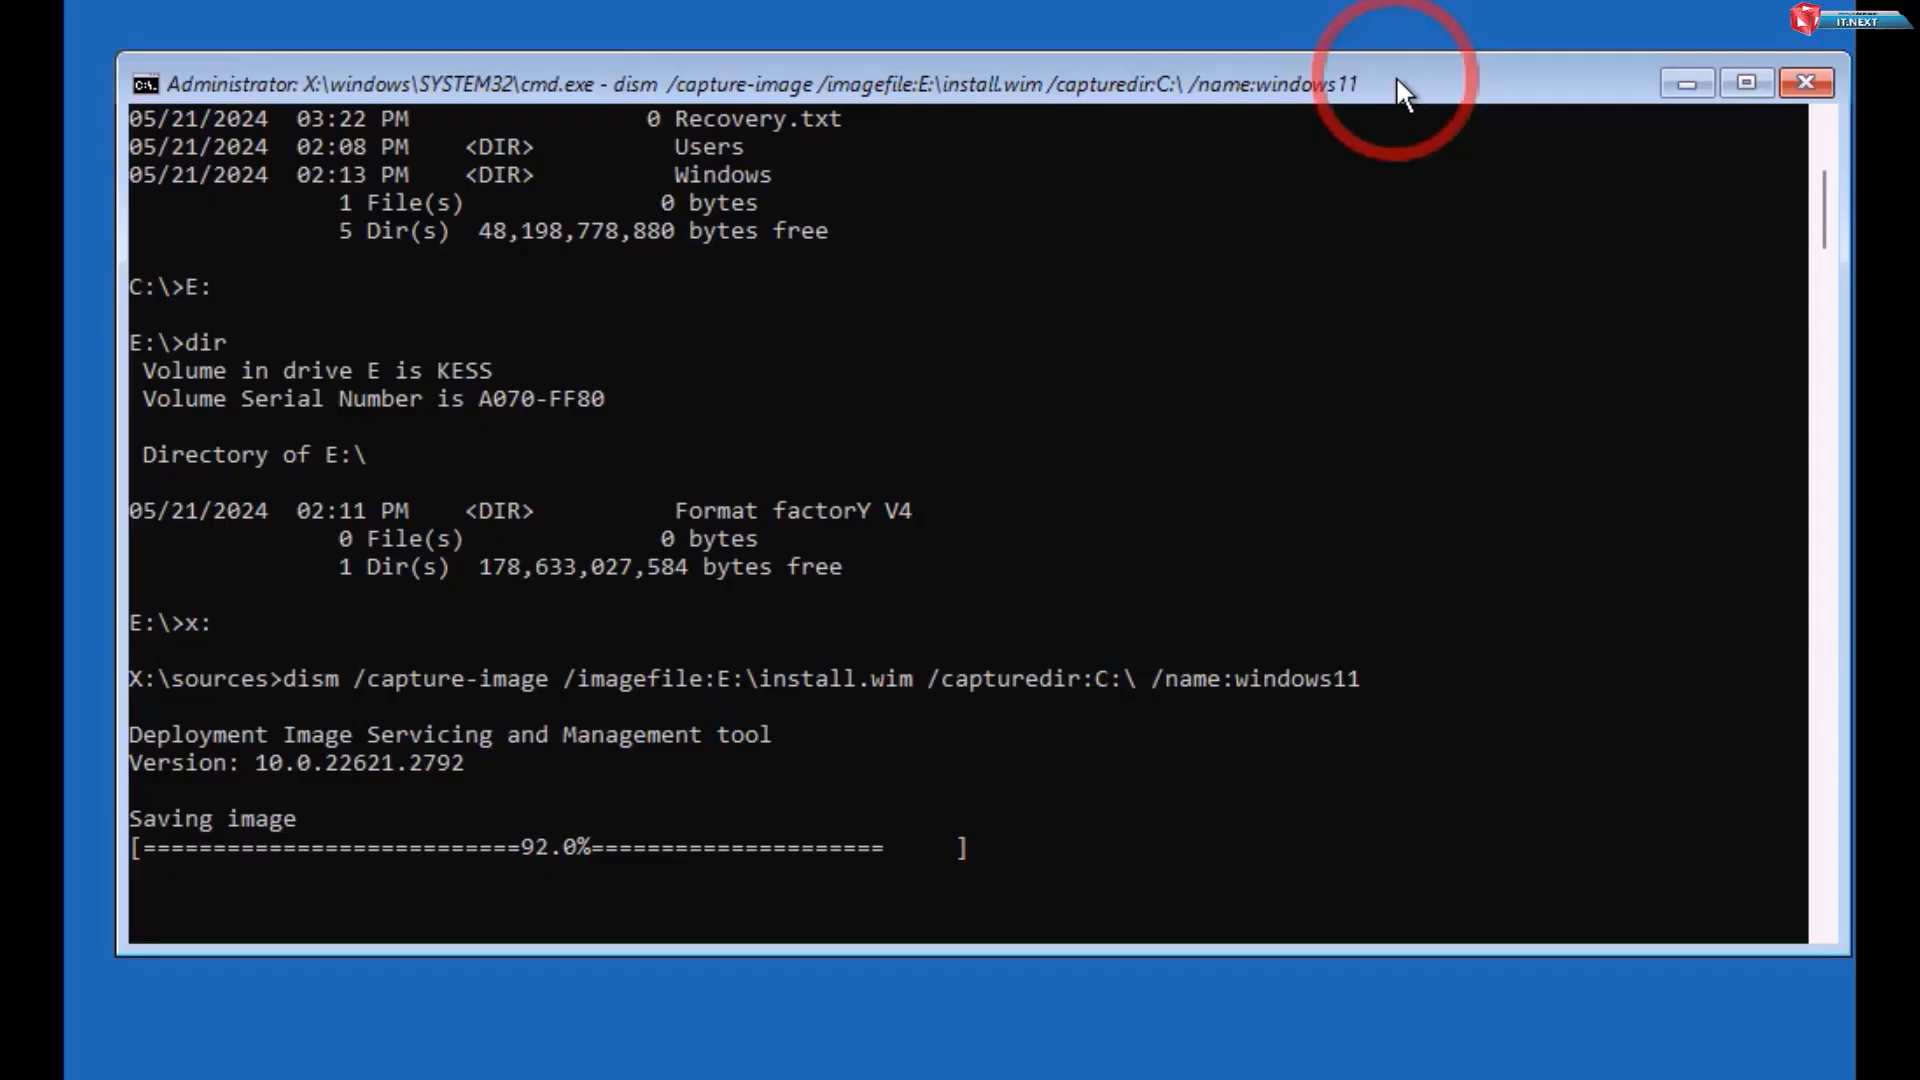 IT.NEXT
Administrator: X:\windows\SYSTEM32\cmd.exe - dism /capture-image /imagefile:E:\install.wim /capturedir:C:\ /name:windows11
05/21/2024  03:22 PM                 0 Recovery.txt
05/21/2024  02:08 PM    <DIR>          Users
05/21/2024  02:13 PM    <DIR>          Windows
               1 File(s)              0 bytes
               5 Dir(s)  48,198,778,880 bytes free
C:\>E:
E:\>dir
 Volume in drive E is KESS
 Volume Serial Number is A070-FF80
 Directory of E:\
05/21/2024  02:11 PM    <DIR>          Format factorY V4
               0 File(s)              0 bytes
               1 Dir(s)  178,633,027,584 bytes free
E:\>x:
X:\sources>dism /capture-image /imagefile:E:\install.wim /capturedir:C:\ /name:windows11
Deployment Image Servicing and Management tool
Version: 10.0.22621.2792
Saving image
[===========================92.0%=====================     ]